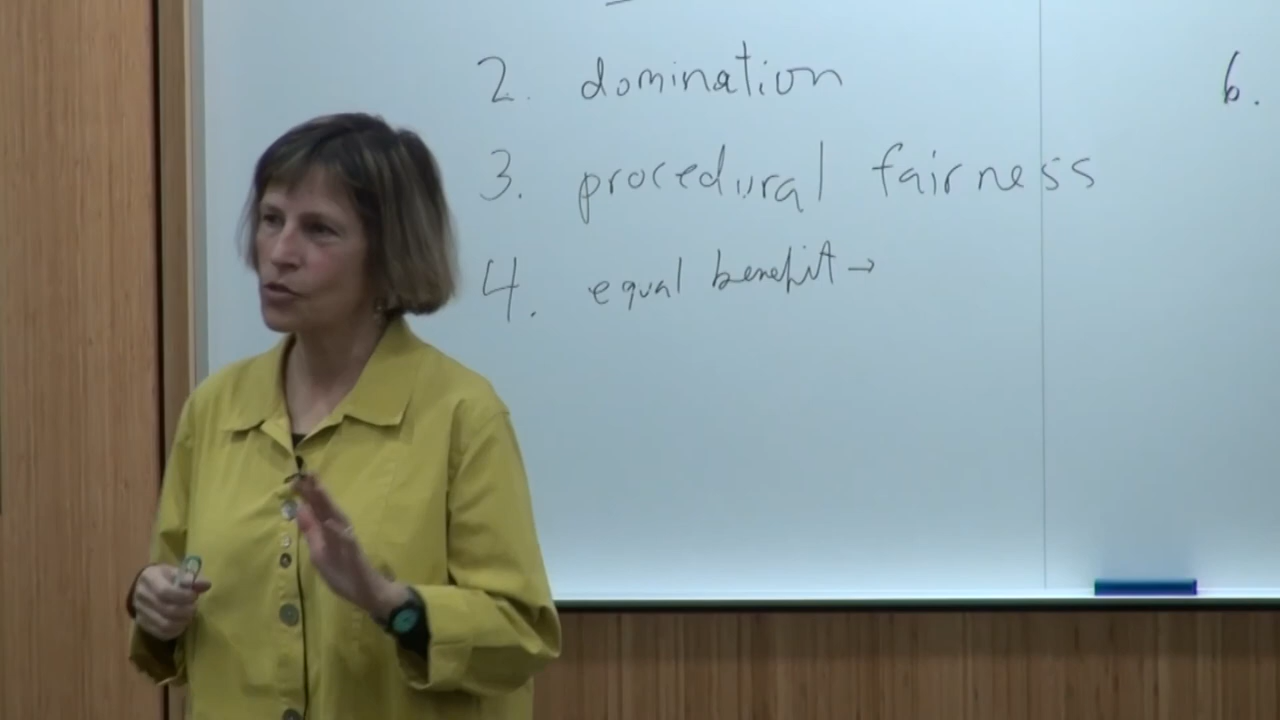 2. domination
3. procedural fairness
4. equal benefit →
6.